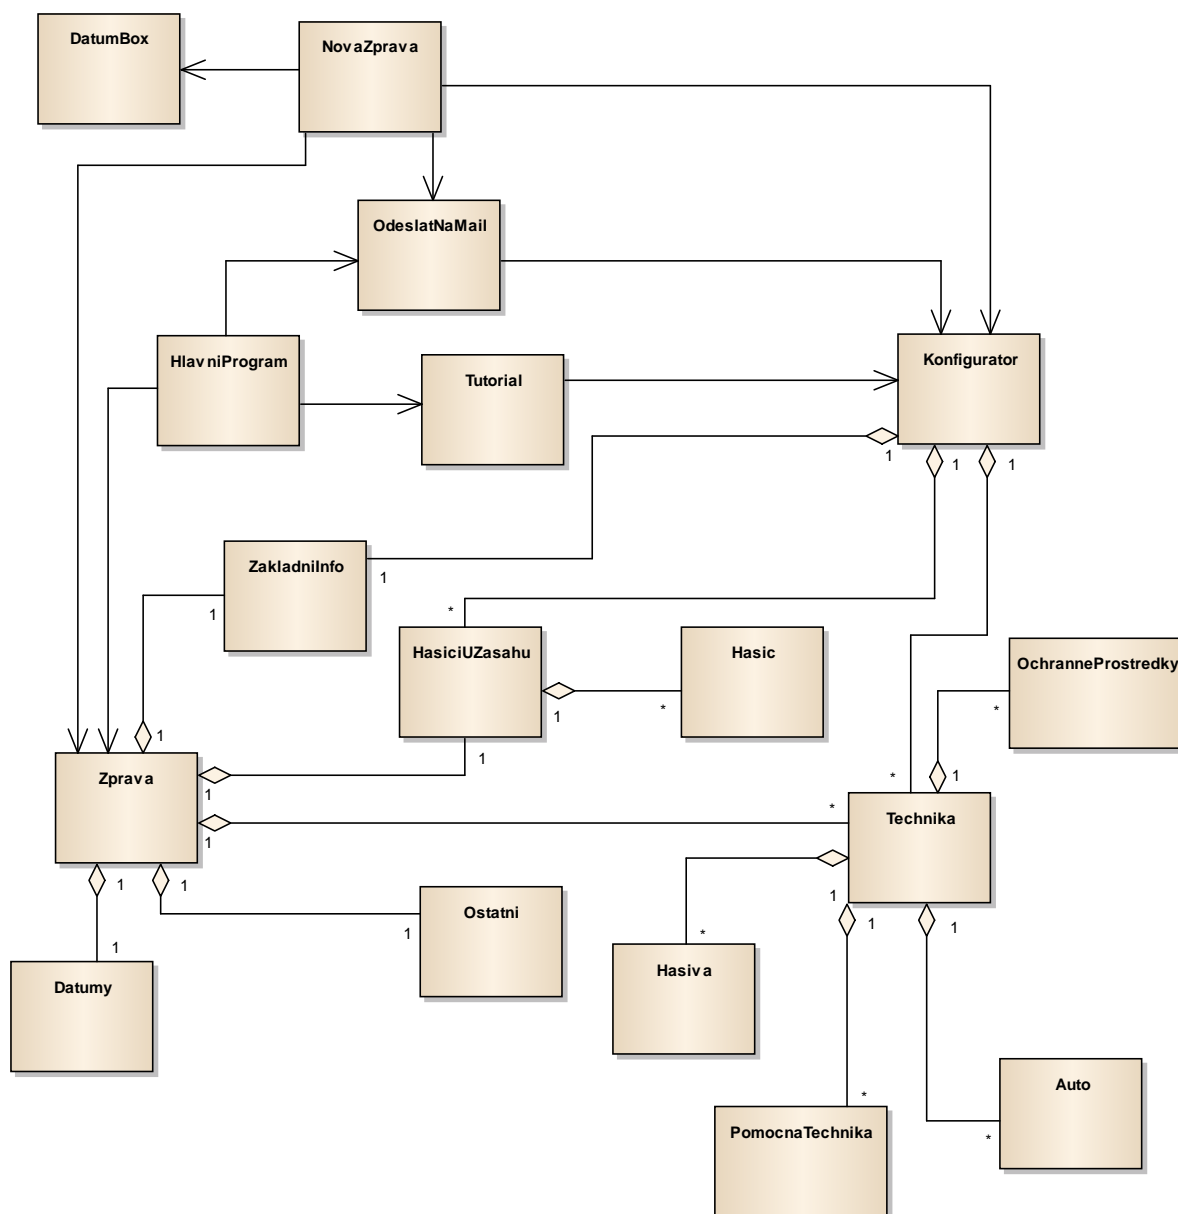 DatumBox
NovaZprava
OdeslatNaMail
HlavniProgram
Tutorial
Konfigurator
1
1
1
ZakladniInfo
1
1
*
HasiciUZasahu
Hasic
OchranneProstredky
1
*
*
1
1
Zprava
1
*
1
*
1
Technika
1
1
1
Ostatni
1
1
1
1
1
*
Datumy
Hasiva
Auto
*
PomocnaTechnika
*